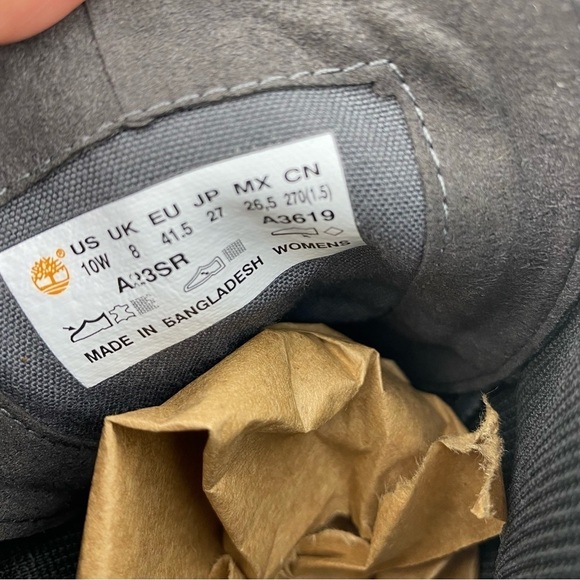 US UK EU JP MX CN
10W 8 41.5 27 26,5 270(1.5)
A23SR A3619
WOMENS
MADE IN BANGLADESH